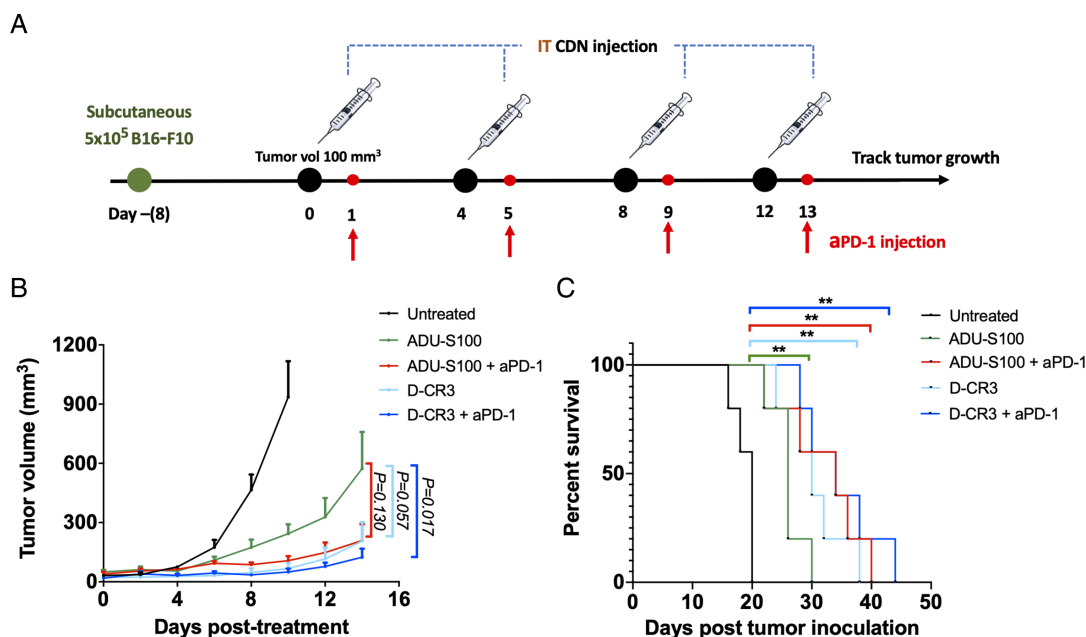 A
IT CDN injection
Subcutaneous
5x10⁵ B16-F10
Tumor vol 100 mm³
Track tumor growth
Day –(8) 0 1 4 5 8 9 12 13
aPD-1 injection
B
Untreated
ADU-S100
ADU-S100 + aPD-1
D-CR3
D-CR3 + aPD-1
Tumor volume (mm³)
1200
900
600
300
0
P=0.130
P=0.057
P=0.017
0 4 8 12 16
Days post-treatment
C
**
**
**
**
Untreated
ADU-S100
ADU-S100 + aPD-1
D-CR3
D-CR3 + aPD-1
Percent survival
100
50
0
0 10 20 30 40 50
Days post tumor inoculation